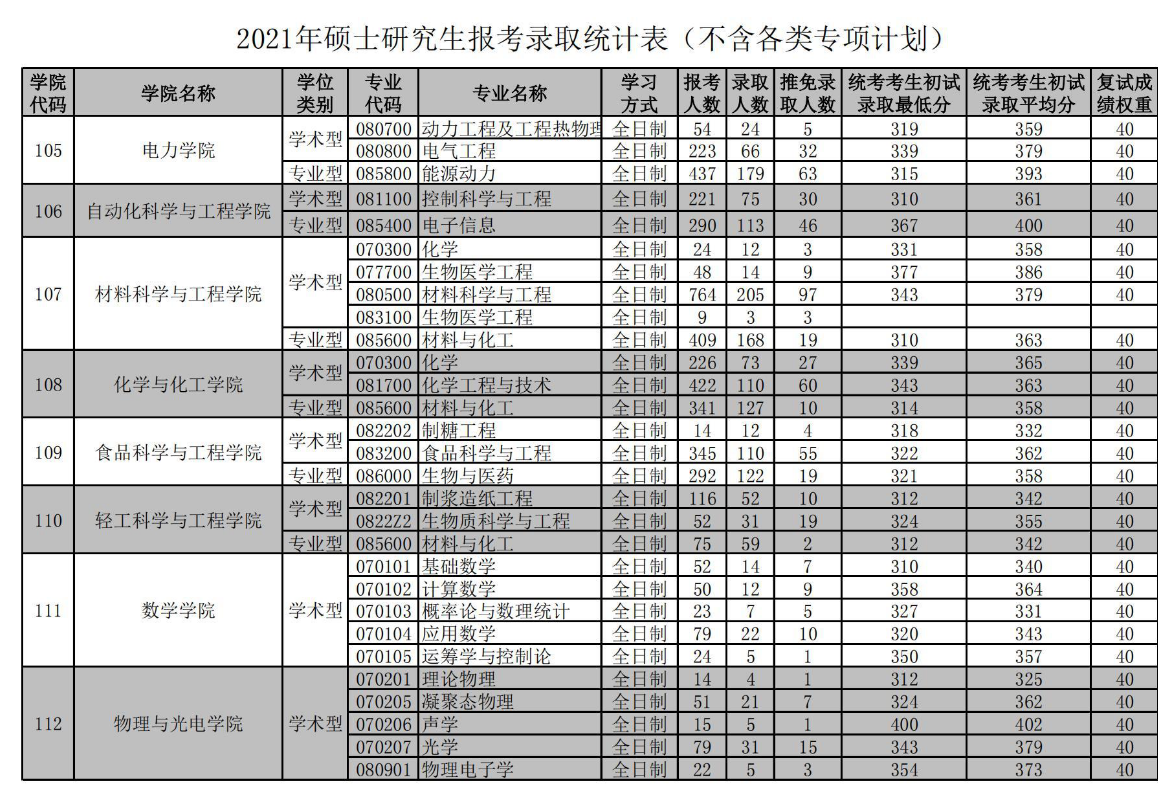 2021年硕士研究生报考录取统计表（不含各类专项计划）
学院代码 学院名称 学位类别 专业代码 专业名称 学习方式 报考人数 录取人数 推免录取人数 统考考生初试录取最低分 统考考生初试录取平均分 复试成绩权重
105 电力学院 学术型 080700 动力工程及工程热物理 全日制 54 24 5 319 359 40
080800 电气工程 全日制 223 66 32 339 379 40
专业型 085800 能源动力 全日制 437 179 63 315 393 40
106 自动化科学与工程学院 学术型 081100 控制科学与工程 全日制 221 75 30 310 361 40
专业型 085400 电子信息 全日制 290 113 46 367 400 40
107 材料科学与工程学院 学术型 070300 化学 全日制 24 12 3 331 358 40
077700 生物医学工程 全日制 48 14 9 377 386 40
080500 材料科学与工程 全日制 764 205 97 343 379 40
083100 生物医学工程 全日制 9 3 3
专业型 085600 材料与化工 全日制 409 168 19 310 363 40
108 化学与化工学院 学术型 070300 化学 全日制 226 73 27 339 365 40
081700 化学工程与技术 全日制 422 110 60 343 363 40
专业型 085600 材料与化工 全日制 341 127 10 314 358 40
109 食品科学与工程学院 学术型 082202 制糖工程 全日制 14 12 4 318 332 40
083200 食品科学与工程 全日制 345 110 55 322 362 40
专业型 086000 生物与医药 全日制 292 122 19 321 358 40
110 轻工科学与工程学院 学术型 082201 制浆造纸工程 全日制 116 52 10 312 342 40
0822Z2 生物质科学与工程 全日制 52 31 19 324 355 40
专业型 085600 材料与化工 全日制 75 59 2 312 342 40
111 数学学院 学术型 070101 基础数学 全日制 52 14 7 310 340 40
070102 计算数学 全日制 50 12 9 358 364 40
070103 概率论与数理统计 全日制 23 7 5 327 331 40
070104 应用数学 全日制 79 22 10 320 343 40
070105 运筹学与控制论 全日制 24 5 1 350 357 40
112 物理与光电学院 学术型 070201 理论物理 全日制 14 4 1 312 325 40
070205 凝聚态物理 全日制 51 21 7 324 362 40
070206 声学 全日制 15 5 1 400 402 40
070207 光学 全日制 79 31 15 343 379 40
080901 物理电子学 全日制 22 5 3 354 373 40